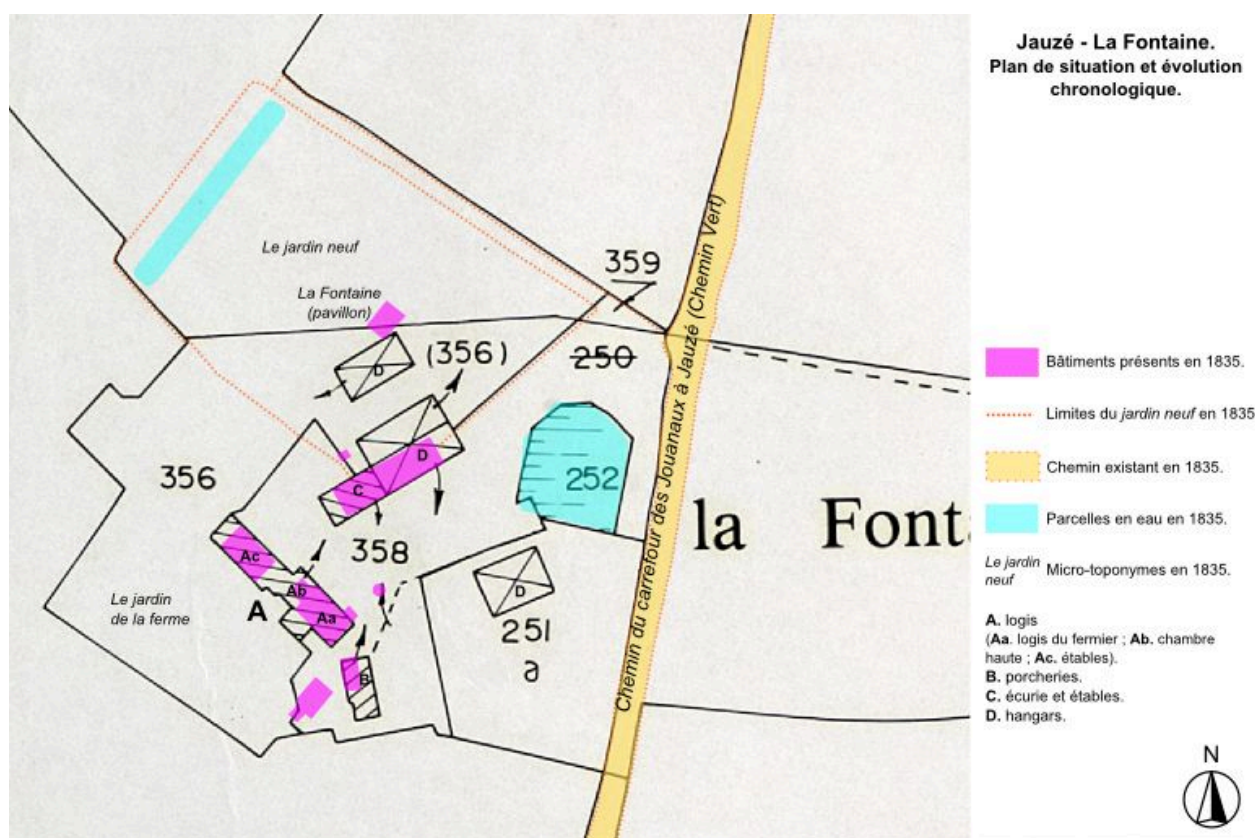 Jauzé - La Fontaine.
Plan de situation et évolution
chronologique.
Le jardin neuf
La Fontaine
(pavillon)
359
(356)
250
D
D
356
252
C
Ac
358
Ab
Aa
A
Le jardin
de la ferme
D
251
a
B
la Font
Chemin du carrefour des Jouanaux à Jauzé (Chemin Vert)
Bâtiments présents en 1835.
Limites du jardin neuf en 1835
Chemin existant en 1835.
Parcelles en eau en 1835.
Le jardin
neuf
Micro-toponymes en 1835.
A. logis
(Aa. logis du fermier ; Ab. chambre
haute ; Ac. étables).
B. porcheries.
C. écurie et étables.
D. hangars.
N